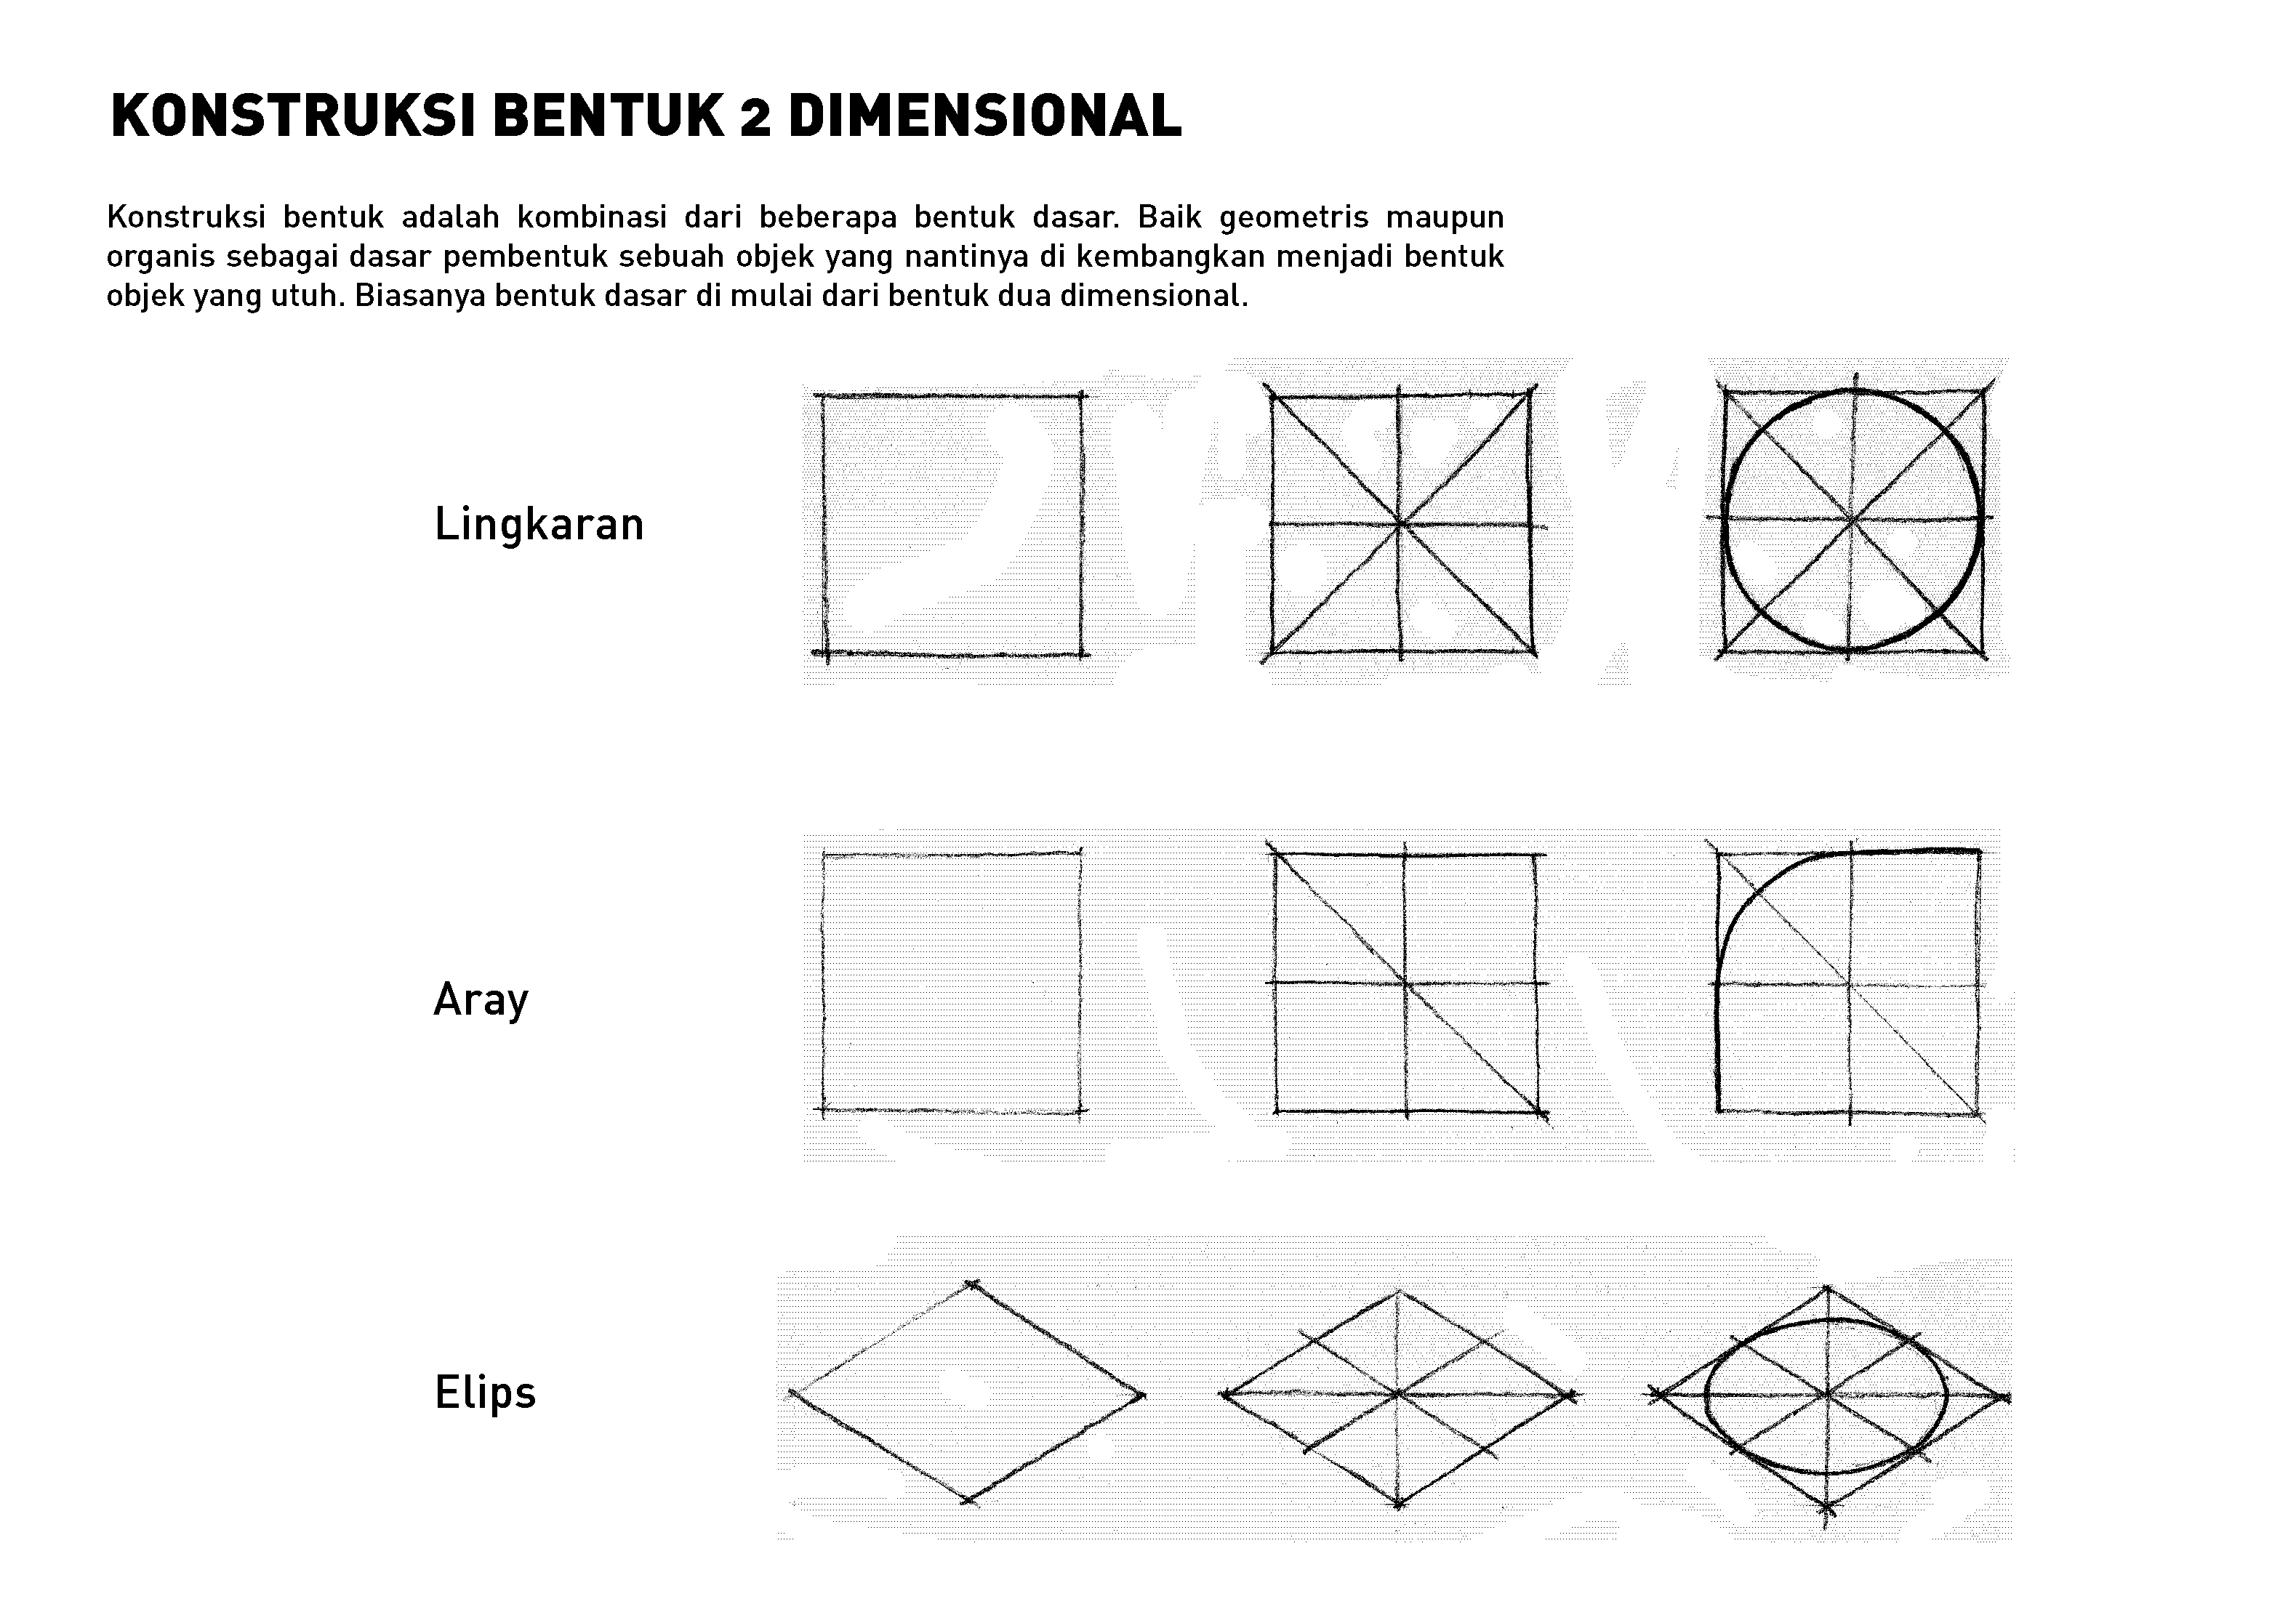 KONSTRUKSI BENTUK 2 DIMENSIONAL
Konstruksi bentuk adalah kombinasi dari beberapa bentuk dasar. Baik geometris maupun
organis sebagai dasar pembentuk sebuah objek yang nantinya di kembangkan menjadi bentuk
objek yang utuh. Biasanya bentuk dasar di mulai dari bentuk dua dimensional.
Lingkaran
Aray
Elips